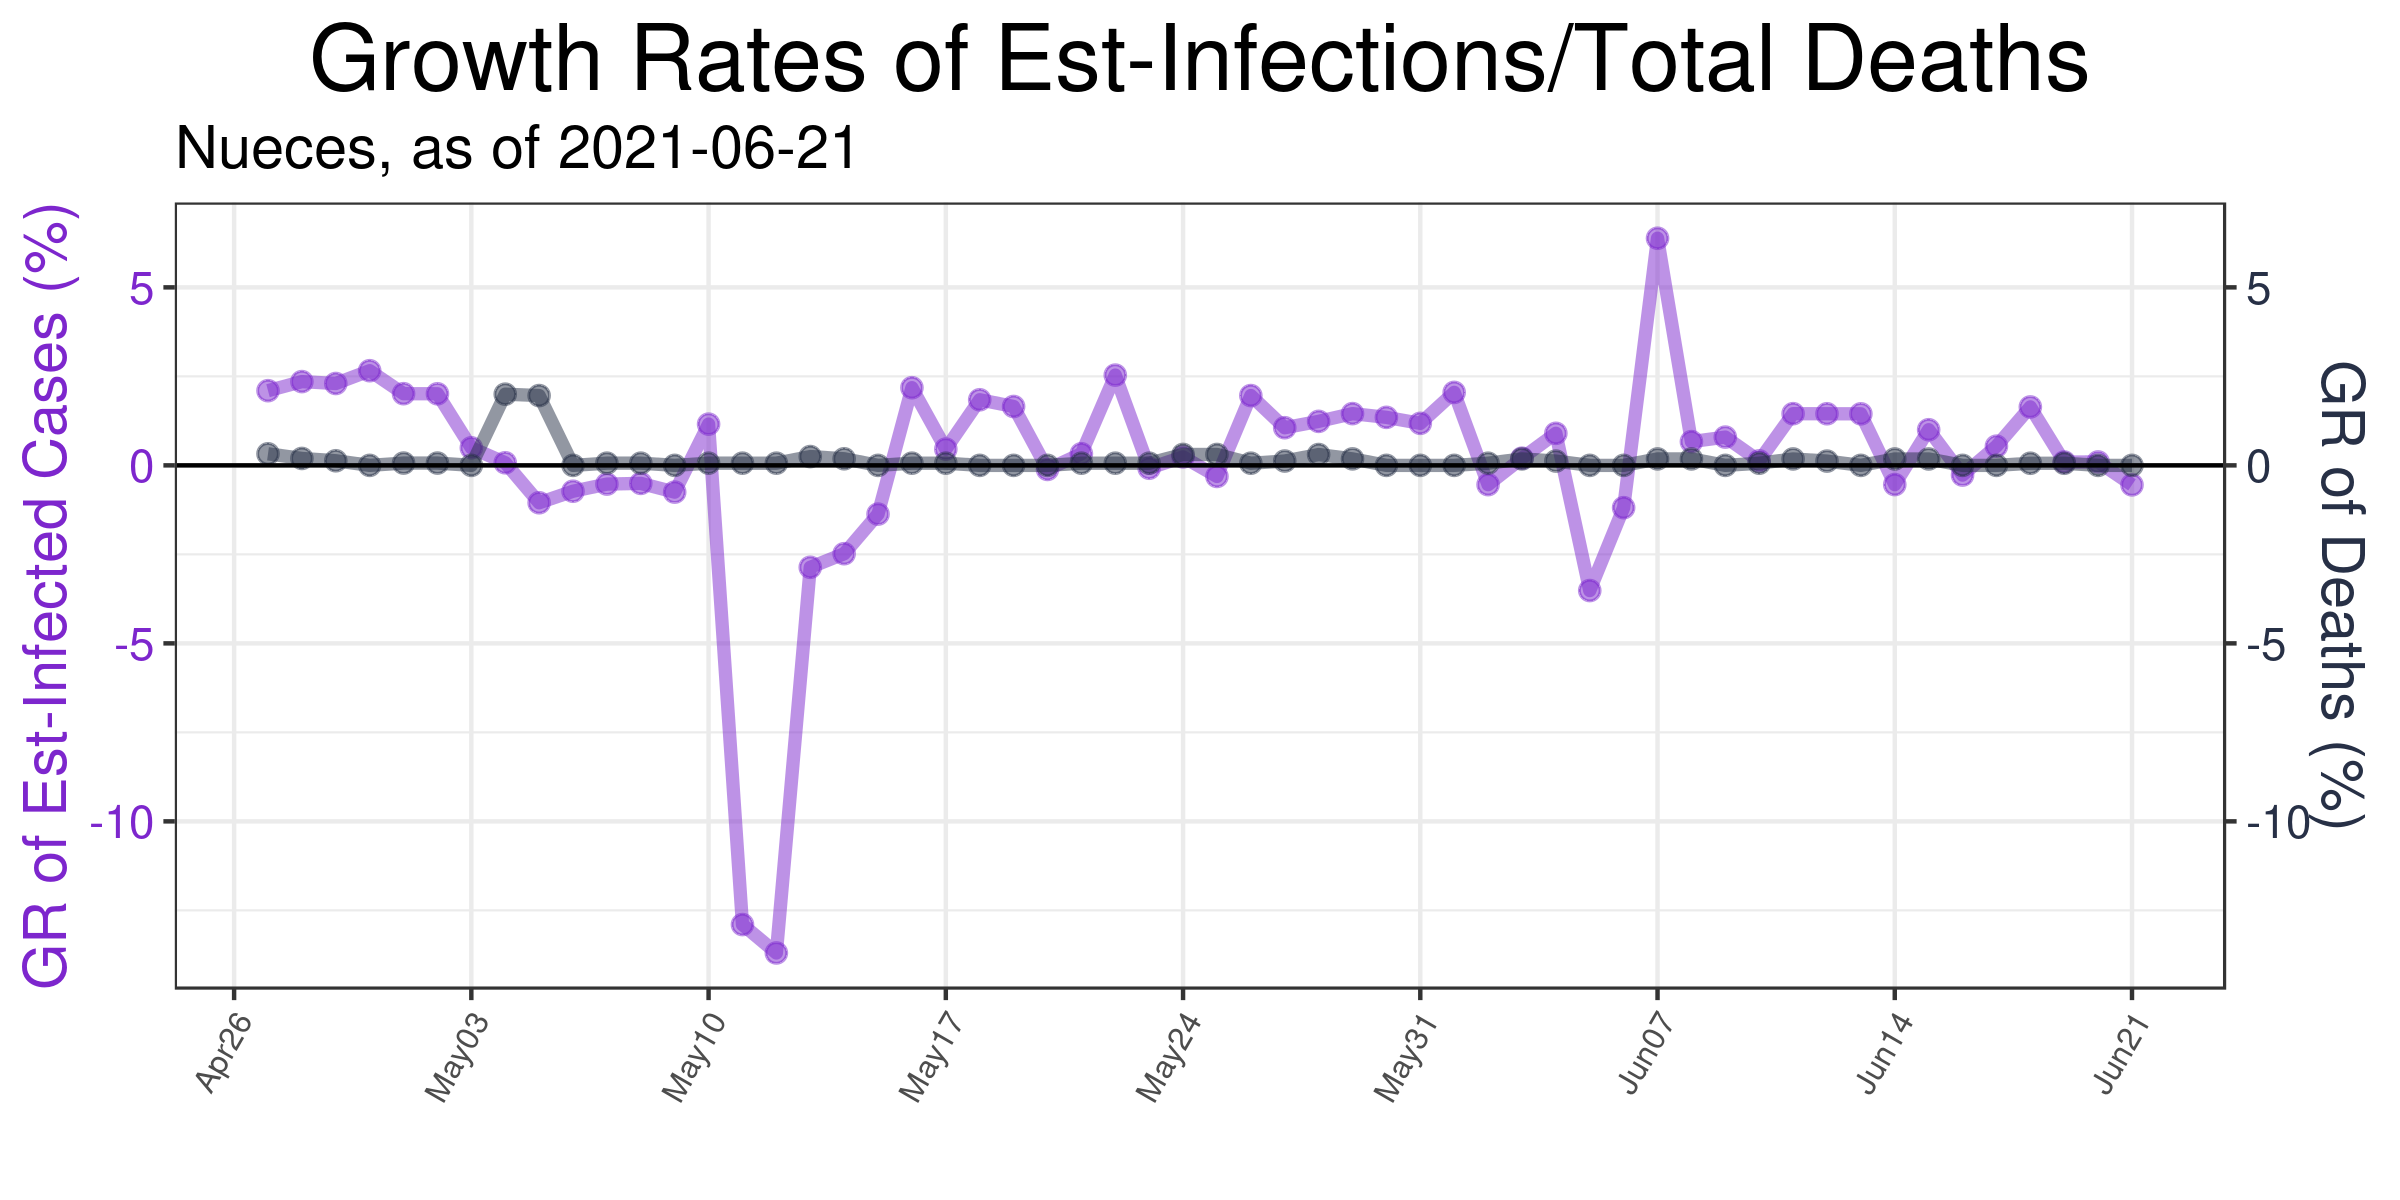 Growth Rates of Est-Infections/Total Deaths
Nueces, as of 2021-06-21
GR of Est-Infected Cases (%)
5
0
-5
-10
5
0
-5
-10
GR of Deaths (%)
Apr26
May03
May10
May17
May24
May31
Jun07
Jun14
Jun21